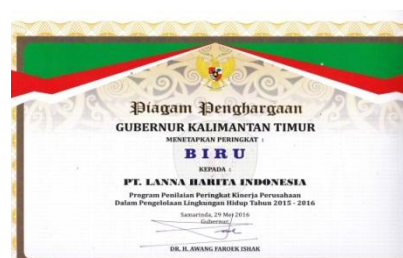 Piagam Penghargaan
GUBERNUR KALIMANTAN TIMUR
MENETAPKAN PERINGKAT :
BIRU
KEPADA :
PT. LANNA HARITA INDONESIA
Program Penilaian Peringkat Kinerja Perusahaan
Dalam Pengelolaan Lingkungan Hidup Tahun 2015 - 2016
Samarinda, 29 Mei 2016
Gubernur
DR. H. AWANG FAROEK ISHAK